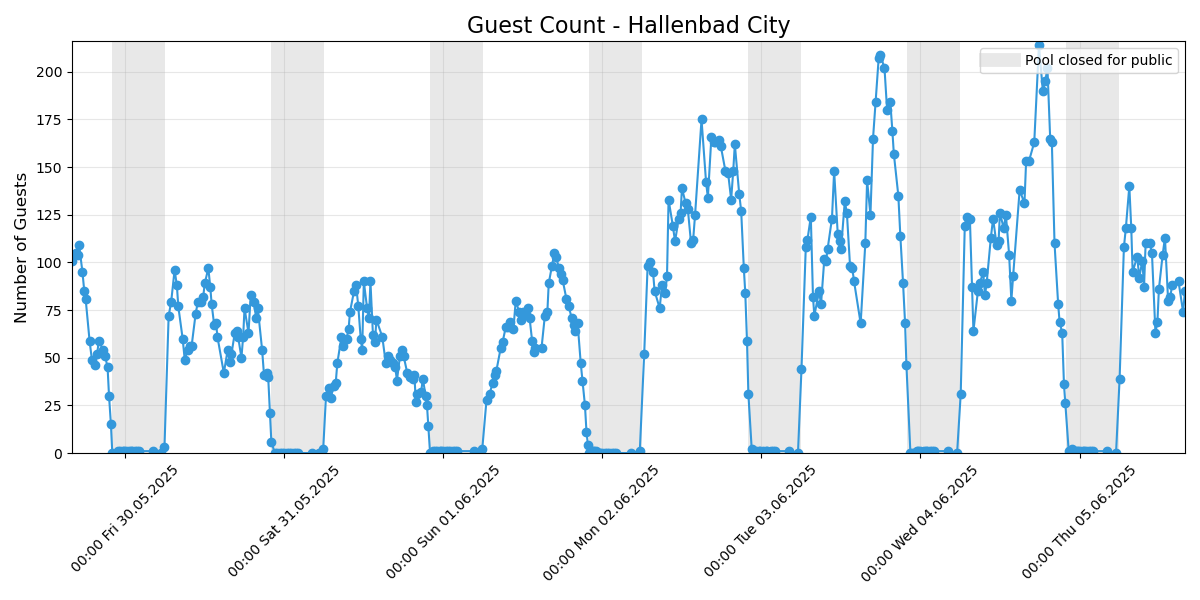 Guest Count - Hallenbad City
Pool closed for public
Number of Guests
200
175
150
125
100
75
50
25
0
00:00 Fri 30.05.2025
00:00 Sat 31.05.2025
00:00 Sun 01.06.2025
00:00 Mon 02.06.2025
00:00 Tue 03.06.2025
00:00 Wed 04.06.2025
00:00 Thu 05.06.2025